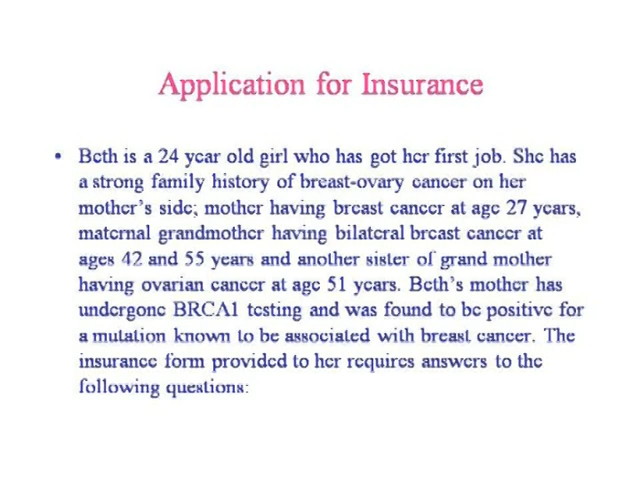 Application for Insurance
• Beth is a 24 year old girl who has got her first job. She has
a strong family history of breast-ovary cancer on her
mother's side; mother having breast cancer at age 27 years,
maternal grandmother having bilateral breast cancer at
ages 42 and 55 years and another sister of grand mother
having ovarian cancer at age 51 years. Beth's mother has
undergone BRCA1 testing and was found to be positive for
a mutation known to be associated with breast cancer. The
insurance form provided to her requires answers to the
following questions: